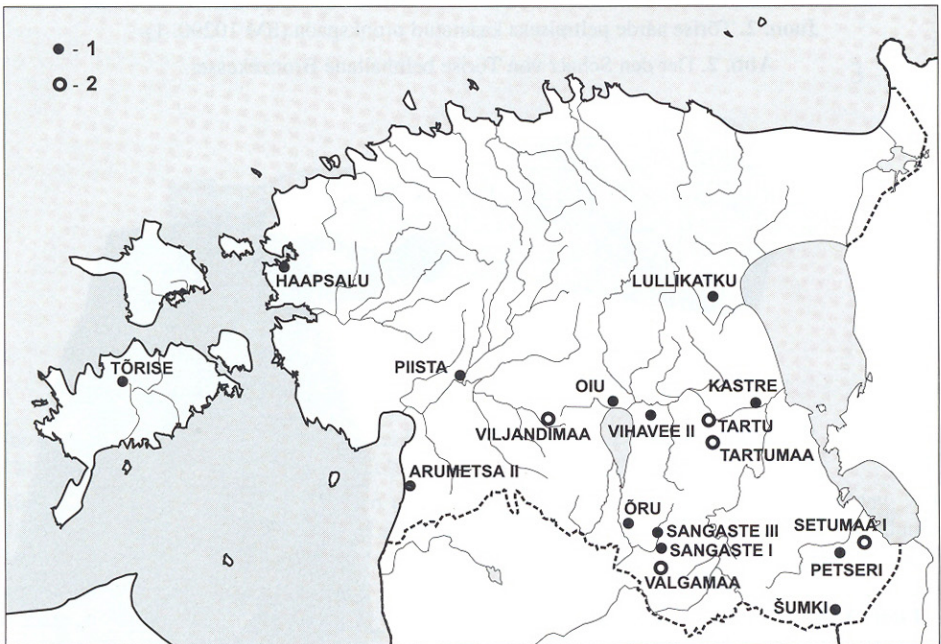 - 1
- 2
HAAPSALU
LULLIKATKU
TÕRISE
PIISTA
OIU
KASTRE
VILJANDIMAA
VIHAVEE II
TARTU
TARTUMAA
ARUMETSA II
ÕRU
SANGASTE III
SETUMAA I
SANGASTE I
PETSERI
VALGAMAA
ŠUMKI